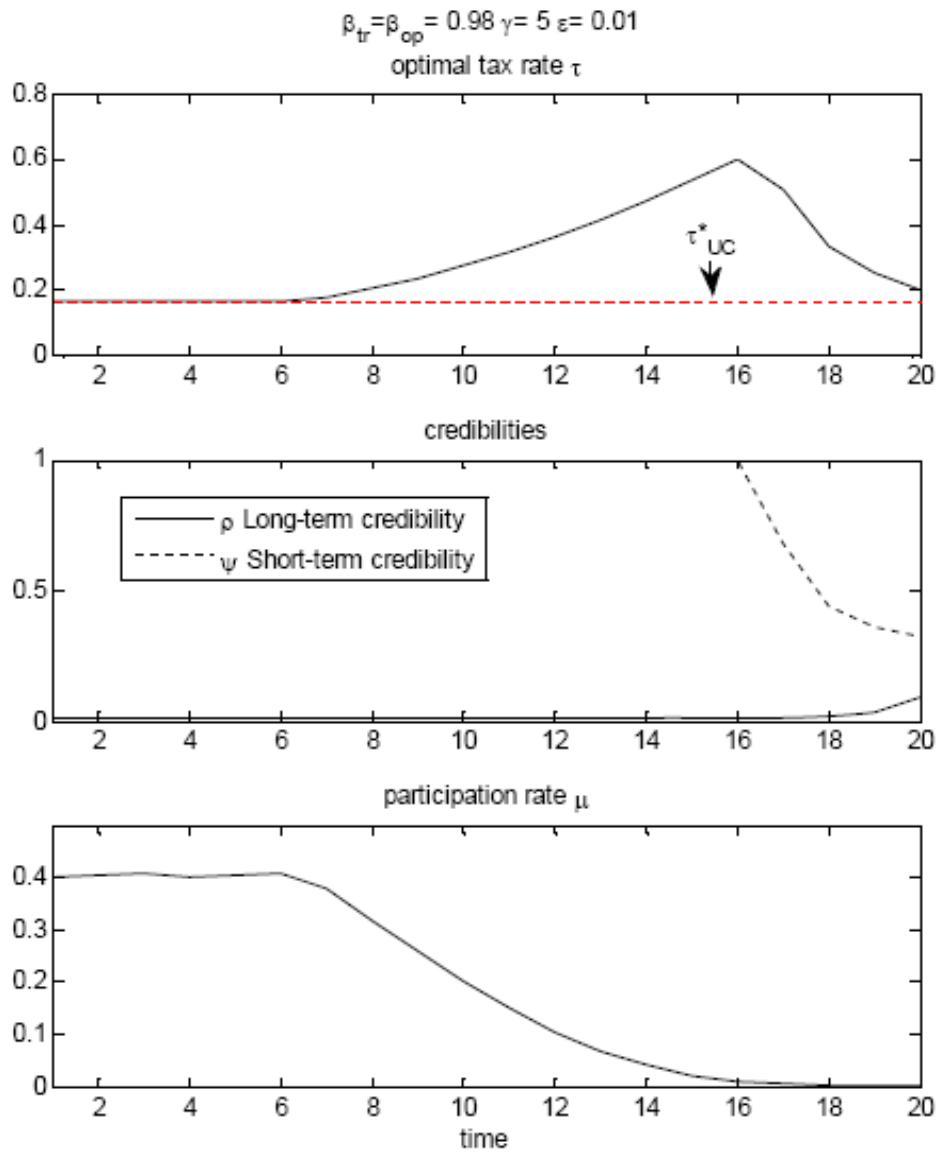 β_tr=β_op= 0.98 γ= 5 ε= 0.01
optimal tax rate τ
0.8
0.6
0.4
0.2
0
τ*_UC
2 4 6 8 10 12 14 16 18 20
credibilities
1
0.5
0
ρ Long-term credibility
ψ Short-term credibility
2 4 6 8 10 12 14 16 18 20
participation rate μ
0.4
0.3
0.2
0.1
0
2 4 6 8 10 12 14 16 18 20
time